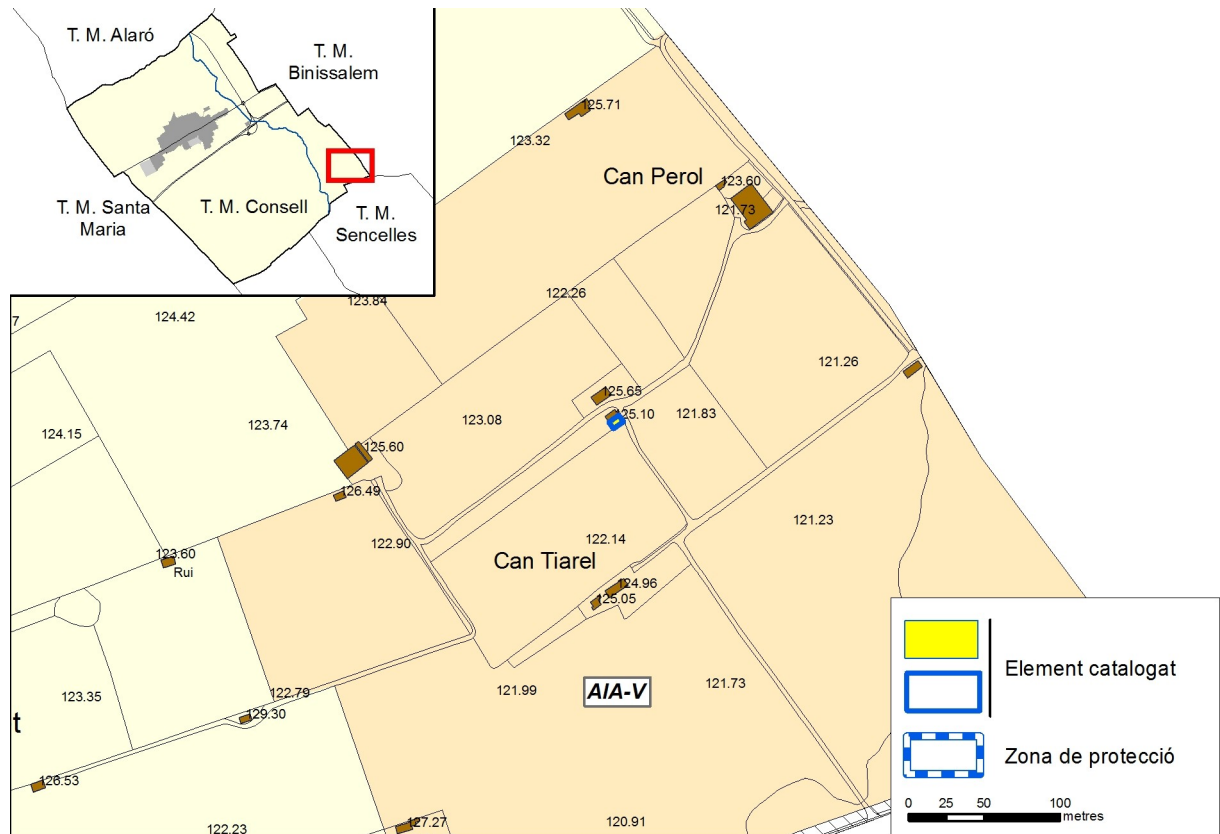 T. M. Alaró
T. M.
Binissalem
T. M. Santa
Maria
T. M. Consell
T. M.
Sencelles
125.71
123.32
Can Perol
123.60
121.73
123.84
122.26
7
124.42
121.26
125.65
125.10
121.83
123.08
123.74
124.15
125.60
126.49
121.23
122.90
122.14
123.60
Rui
Can Tiarel
124.96
125.05
123.35
122.79
121.99
AIA-V
121.73
129.30
t
126.53
122.23
127.27
120.91
Element catalogat
Zona de protecció
0 25 50 100
metres